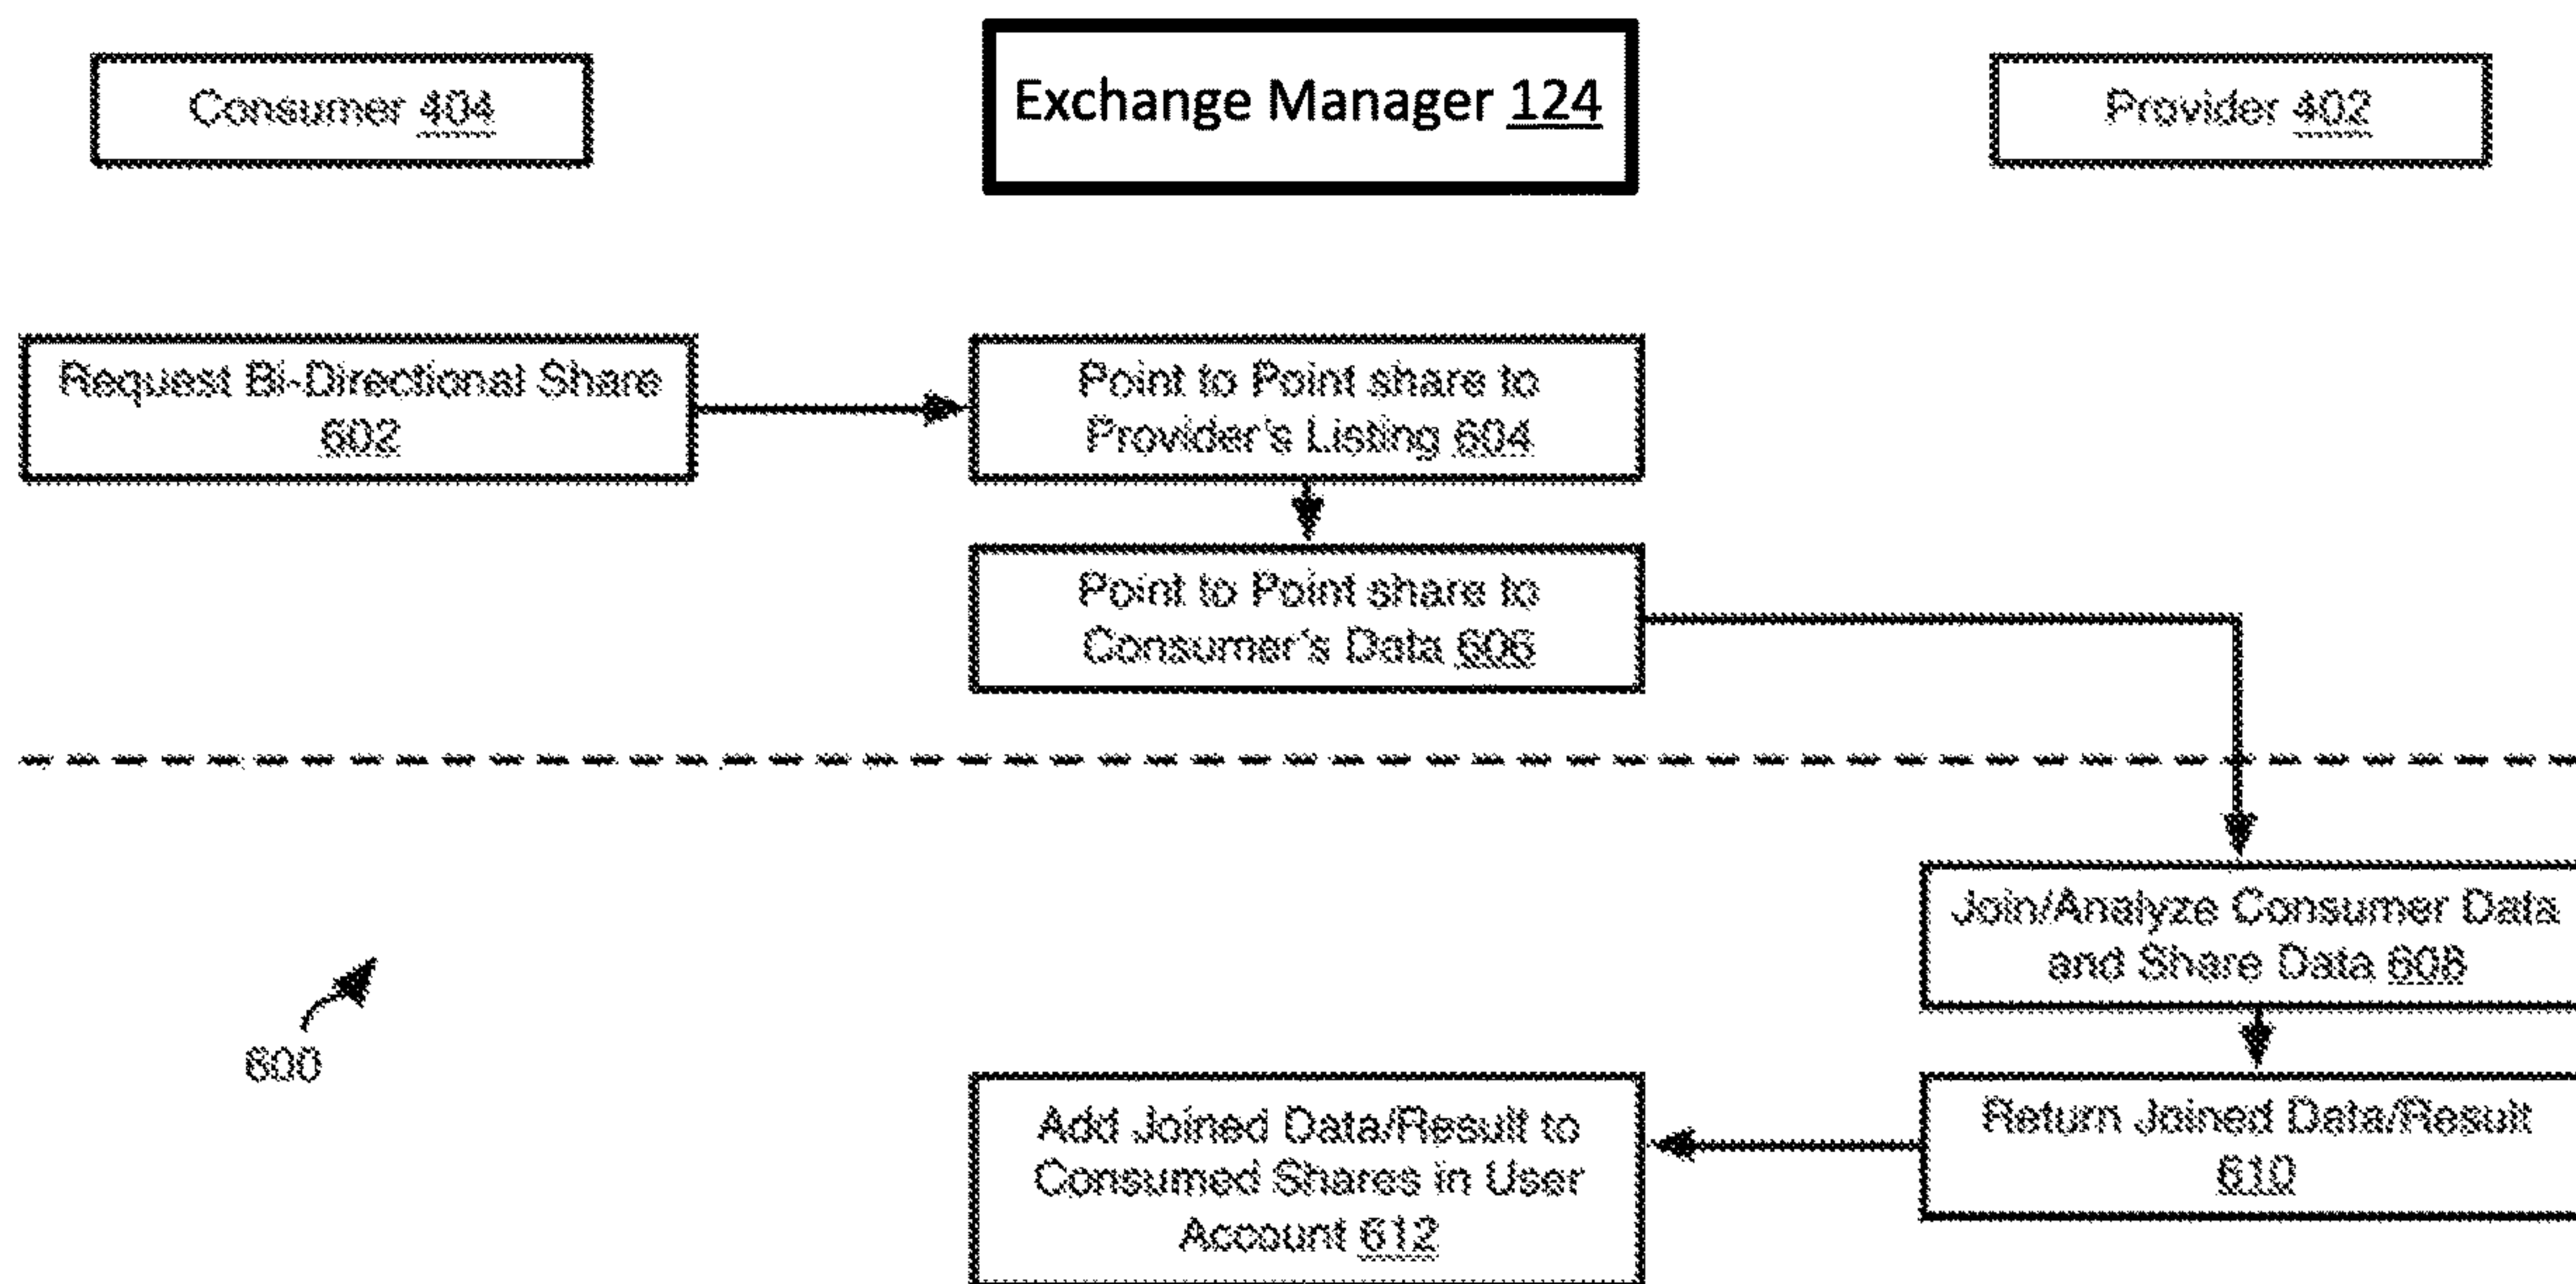 Consumer 404
Exchange Manager 124
Provider 402
Request Bi-Directional Share
602
Point to Point share to
Provider's Listing 604
Point to Point share to
Consumer's Data 606
Join/Analyze Consumer Data
and Share Data 608
600
Add Joined Data/Result to
Consumed Shares in User
Account 612
Return Joined Data/Result
610